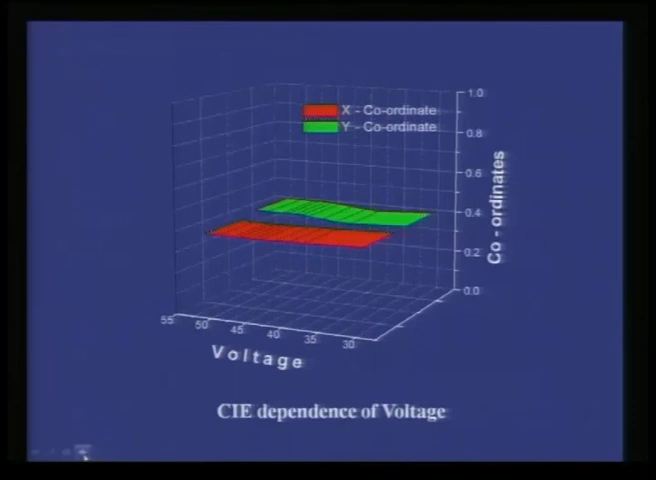 X - Co-ordinate
Y - Co-ordinate
1.0
0.8
0.6
0.4
0.2
0.0
Co - ordinates
55
50
45
40
35
30
Voltage
CIE dependence of Voltage